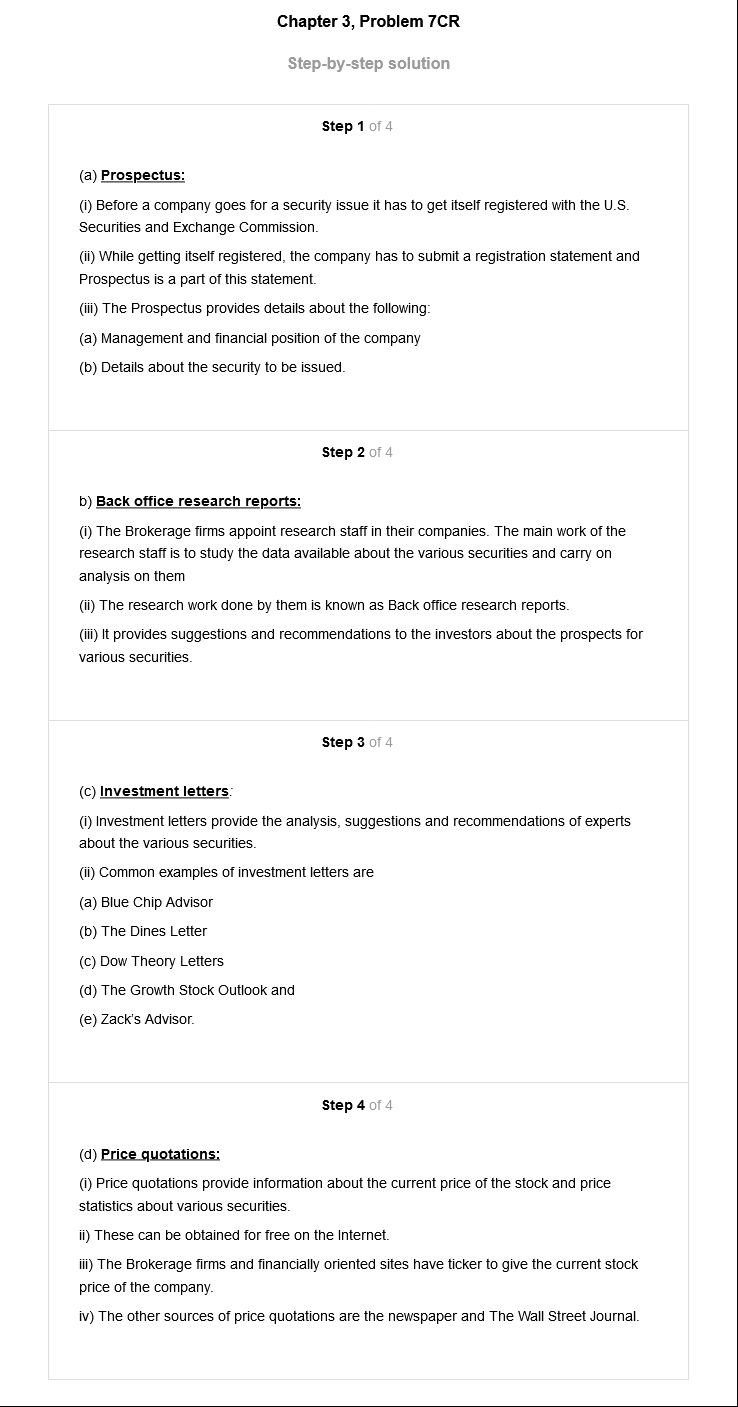 Chapter 3, Problem 7CR
Step-by-step solution
Step 1 of 4
(a) Prospectus:
(i) Before a company goes for a security issue it has to get itself registered with the U.S.
Securities and Exchange Commission.
(ii) While getting itself registered, the company has to submit a registration statement and
Prospectus is a part of this statement.
(iii) The Prospectus provides details about the following:
(a) Management and financial position of the company
(b) Details about the security to be issued.
Step 2 of 4
b) Back office research reports:
(i) The Brokerage firms appoint research staff in their companies. The main work of the
research staff is to study the data available about the various securities and carry on
analysis on them
(ii) The research work done by them is known as Back office research reports.
(iii) It provides suggestions and recommendations to the investors about the prospects for
various securities.
Step 3 of 4
(c) Investment letters:
(i) Investment letters provide the analysis, suggestions and recommendations of experts
about the various securities.
(ii) Common examples of investment letters are
(a) Blue Chip Advisor
(b) The Dines Letter
(c) Dow Theory Letters
(d) The Growth Stock Outlook and
(e) Zack's Advisor.
Step 4 of 4
(d) Price quotations:
(i) Price quotations provide information about the current price of the stock and price
statistics about various securities.
ii) These can be obtained for free on the Internet.
iii) The Brokerage firms and financially oriented sites have ticker to give the current stock
price of the company.
iv) The other sources of price quotations are the newspaper and The Wall Street Journal.